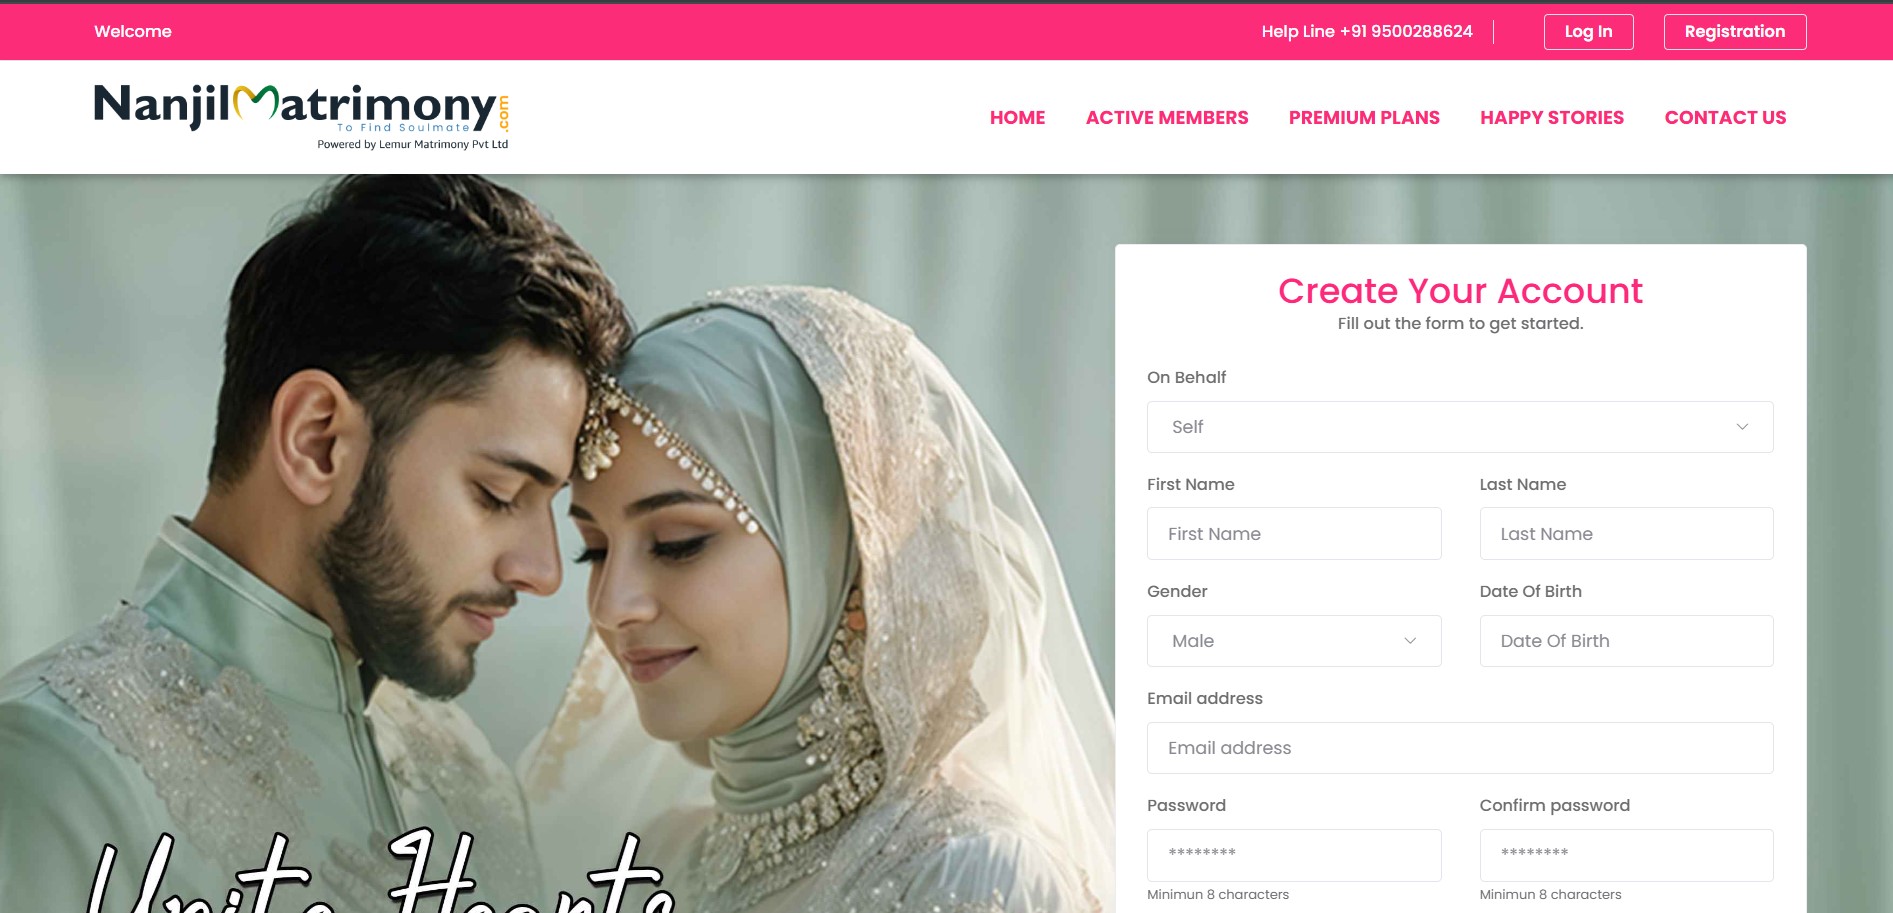 Welcome
Help Line +91 9500288624
Log In
Registration
NanjilMatrimony.com
To Find Soulmate
Powered by Lemur Matrimony Pvt Ltd
HOME
ACTIVE MEMBERS
PREMIUM PLANS
HAPPY STORIES
CONTACT US
Create Your Account
Fill out the form to get started.
On Behalf
Self
First Name
Last Name
First Name
Last Name
Gender
Date Of Birth
Male
Date Of Birth
Email address
Email address
Password
Confirm password
********
********
Minimun 8 characters
Minimun 8 characters
Unite Hearts